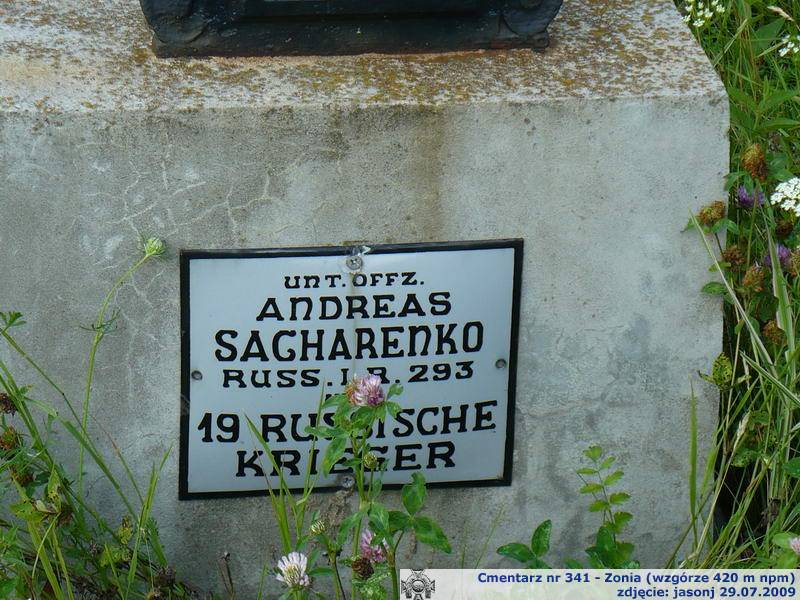 UNT. OFFZ.
ANDREAS
SACHARENKO
RUSS. I.R. 293
19 RUSSISCHE
KRIEGER
Cmentarz nr 341 - Zonia (wzgórze 420 m npm)
zdjęcie: jasonj 29.07.2009